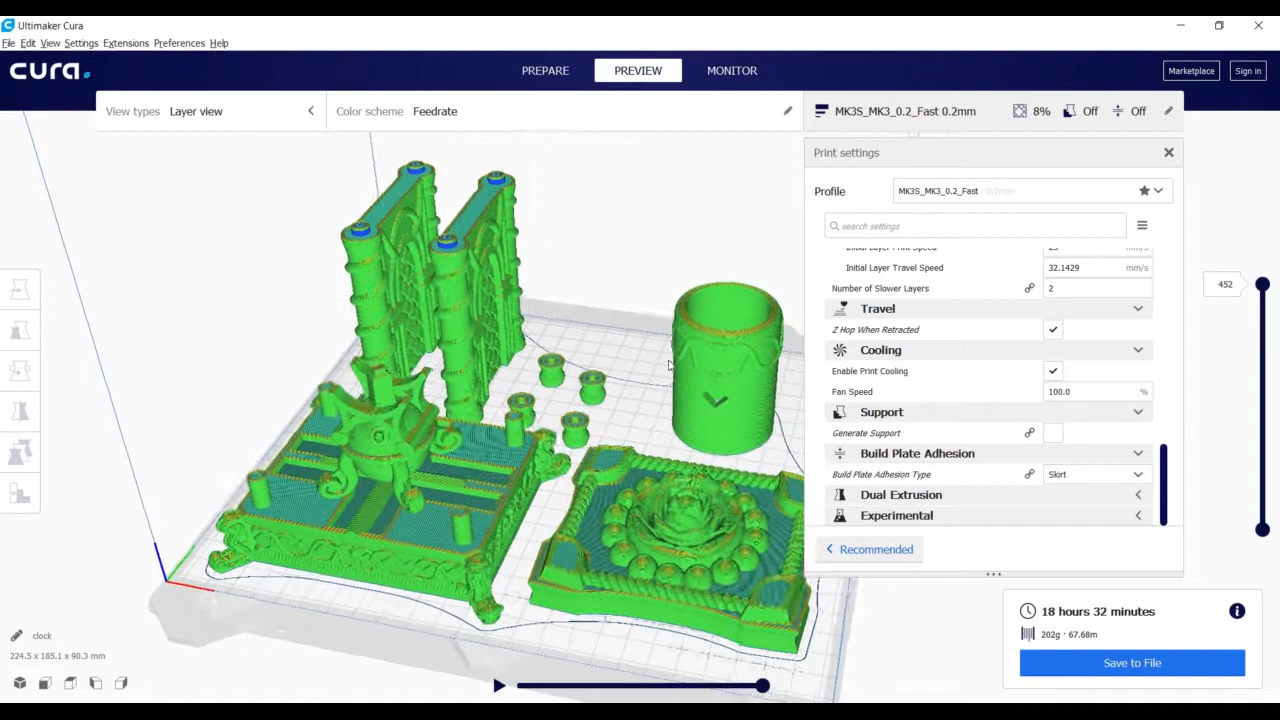 Ultimaker Cura
File Edit View Settings Extensions Preferences Help
cura.
PREPARE PREVIEW MONITOR
Marketplace Sign in
View types Layer view Color scheme Feedrate MK3S_MK3_0.2_Fast 0.2mm 8% Off Off
Print settings
Profile MK3S_MK3_0.2_Fast 0.2mm
search settings
Initial Layer Travel Speed 32.1429 mm/s
452
Number of Slower Layers 2
Travel
Z Hop When Retracted
Cooling
Enable Print Cooling
Fan Speed 100.0 %
Support
Generate Support
Build Plate Adhesion
Build Plate Adhesion Type Skirt
Dual Extrusion
Experimental
Recommended
18 hours 32 minutes
202g · 67.68m
Save to File
clock
224.5 x 185.1 x 90.3 mm